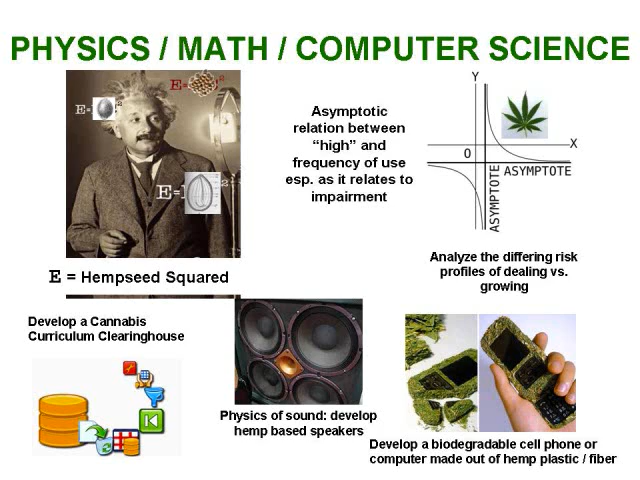 PHYSICS / MATH / COMPUTER SCIENCE
E=
2
E=
2
E=
Asymptotic
relation between
“high” and
frequency of use
esp. as it relates to
impairment
Y
X
0
ASYMPTOTE
ASYMPTOTE
E = Hempseed Squared
Analyze the differing risk
profiles of dealing vs.
growing
Develop a Cannabis
Curriculum Clearinghouse
Physics of sound: develop
hemp based speakers
Develop a biodegradable cell phone or
computer made out of hemp plastic / fiber